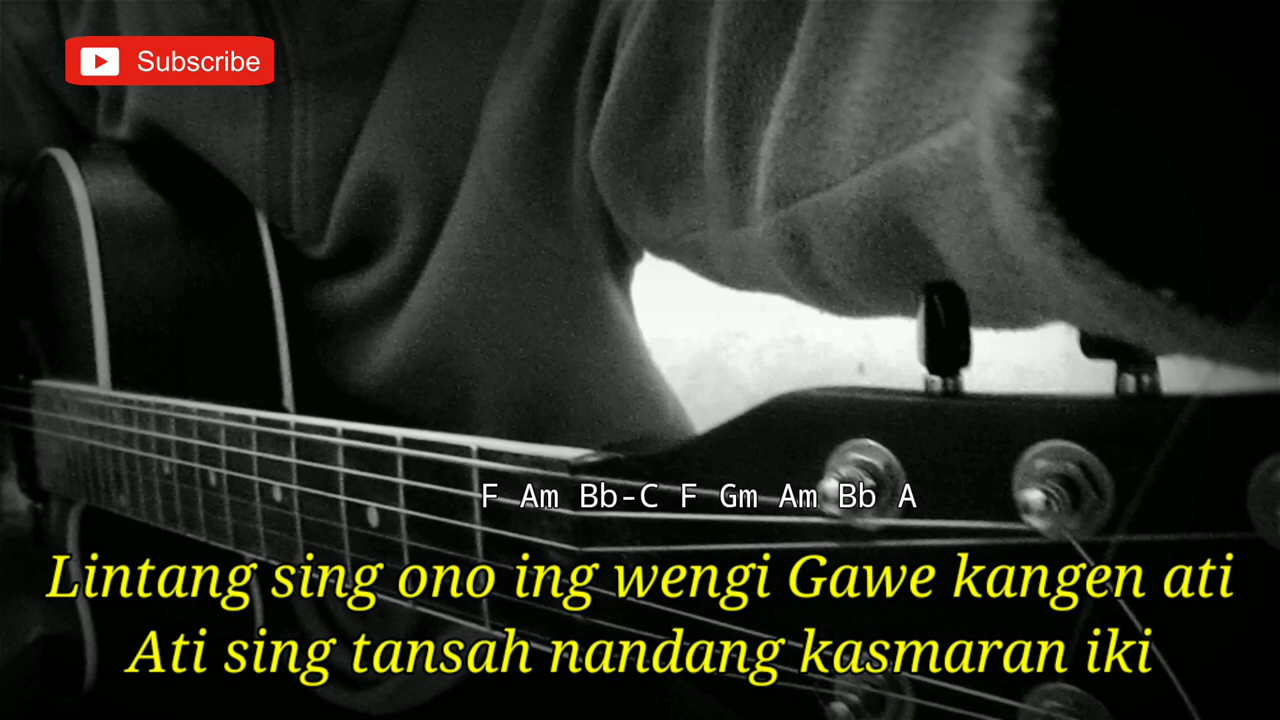 Subscribe
F Am Bb-C F Gm Am Bb A
Lintang sing ono ing wengi Gawe kangen ati
Ati sing tansah nandang kasmaran iki